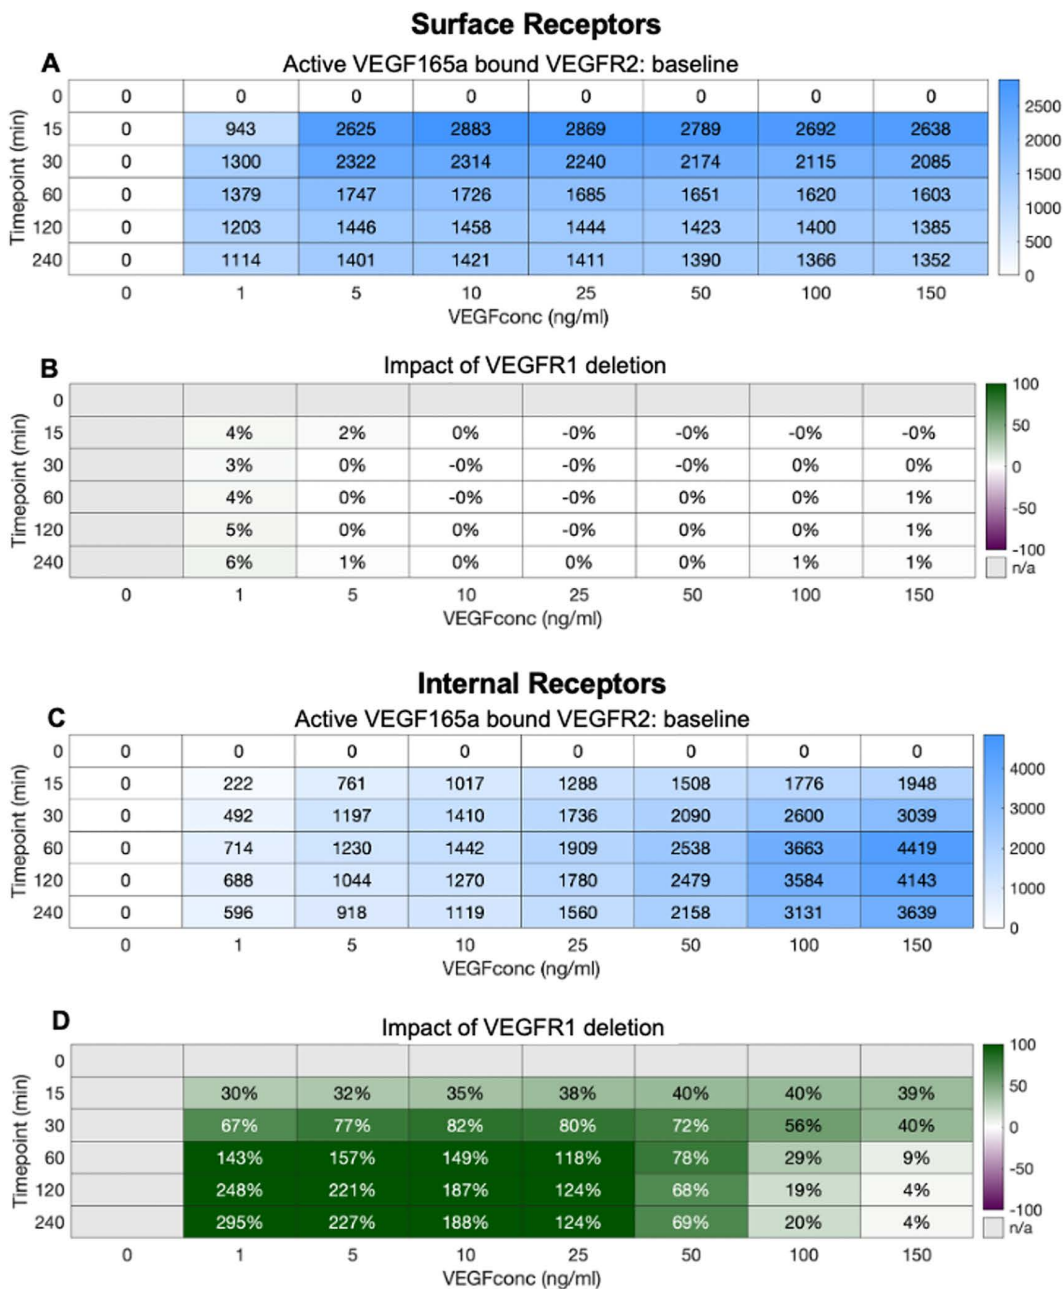 Surface Receptors
A
Active VEGF165a bound VEGFR2: baseline
Timepoint (min)
0 0 0 0 0 0 0 0 0
15 0 943 2625 2883 2869 2789 2692 2638
30 0 1300 2322 2314 2240 2174 2115 2085
60 0 1379 1747 1726 1685 1651 1620 1603
120 0 1203 1446 1458 1444 1423 1400 1385
240 0 1114 1401 1421 1411 1390 1366 1352
0 1 5 10 25 50 100 150
VEGFconc (ng/ml)
2500
2000
1500
1000
500
0
B
Impact of VEGFR1 deletion
Timepoint (min)
0
15 4% 2% 0% -0% -0% -0% -0%
30 3% 0% -0% -0% -0% 0% 0%
60 4% 0% -0% -0% 0% 0% 1%
120 5% 0% 0% -0% 0% 0% 1%
240 6% 1% 0% 0% 0% 1% 1%
0 1 5 10 25 50 100 150
VEGFconc (ng/ml)
100
50
0
-50
-100
n/a
Internal Receptors
C
Active VEGF165a bound VEGFR2: baseline
Timepoint (min)
0 0 0 0 0 0 0 0 0
15 0 222 761 1017 1288 1508 1776 1948
30 0 492 1197 1410 1736 2090 2600 3039
60 0 714 1230 1442 1909 2538 3663 4419
120 0 688 1044 1270 1780 2479 3584 4143
240 0 596 918 1119 1560 2158 3131 3639
0 1 5 10 25 50 100 150
VEGFconc (ng/ml)
4000
3000
2000
1000
0
D
Impact of VEGFR1 deletion
Timepoint (min)
0
15 30% 32% 35% 38% 40% 40% 39%
30 67% 77% 82% 80% 72% 56% 40%
60 143% 157% 149% 118% 78% 29% 9%
120 248% 221% 187% 124% 68% 19% 4%
240 295% 227% 188% 124% 69% 20% 4%
0 1 5 10 25 50 100 150
VEGFconc (ng/ml)
100
50
0
-50
-100
n/a